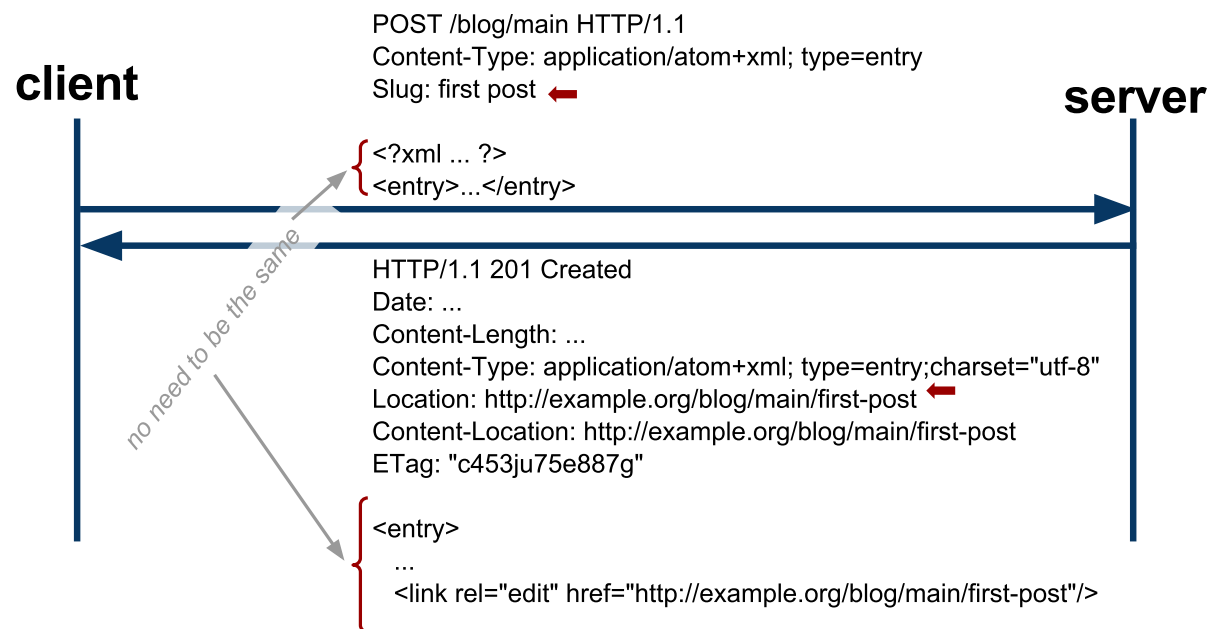 POST /blog/main HTTP/1.1
Content-Type: application/atom+xml; type=entry
Slug: first post
client
server
<?xml ... ?>
<entry>...</entry>
no need to be the same
HTTP/1.1 201 Created
Date: ...
Content-Length: ...
Content-Type: application/atom+xml; type=entry;charset="utf-8"
Location: http://example.org/blog/main/first-post
Content-Location: http://example.org/blog/main/first-post
ETag: "c453ju75e887g"
<entry>
...
<link rel="edit" href="http://example.org/blog/main/first-post"/>